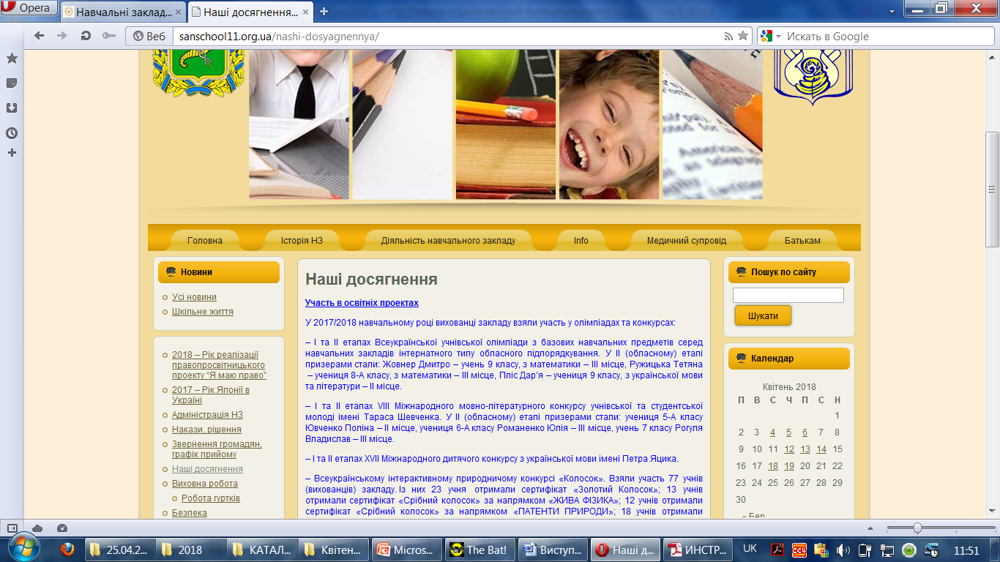 Opera
Навчальні заклад...
Наші досягнення...
Веб
sanschool11.org.ua/nashi-dosyagnennya/
Искать в Google
American
Головна
Історія НЗ
Діяльність навчального закладу
Info
Медичний супровід
Батькам
Новини
Усі новини
Шкільне життя
2018 – Рік реалізації
правопросвітницького
проекту "Я маю право"
2017 – Рік Японії в
Україні
Адміністрація НЗ
Накази, рішення
Звернення громадян,
графік прийому
Наші досягнення
Виховна робота
Робота гуртків
Безпека
Наші досягнення
Участь в освітніх проектах
У 2017/2018 навчальному році вихованці закладу взяли участь у олімпіадах та конкурсах:
– І та ІІ етапах Всеукраїнської учнівської олімпіади з базових навчальних предметів серед
навчальних закладів інтернатного типу обласного підпорядкування. У ІІ (обласному) етапі
призерами стали: Жовнер Дмитро – учень 9 класу, з математики – ІІІ місце, Ружицька Тетяна
– учениця 8-А класу, з математики – ІІІ місце, Пліс Дар'я – учениця 9 класу, з української мови
та літератури – ІІ місце.
– І та ІІ етапах VIII Міжнародного мовно-літературного конкурсу учнівської та студентської
молоді імені Тараса Шевченка. У ІІ (обласному) етапі призерами стали: учениця 5-А класу
Ювченко Поліна – ІІ місце, учениця 6-А класу Романенко Юлія – ІІІ місце, учень 7 класу Рогуля
Владислав – ІІІ місце.
– І та ІІ етапах XVII Міжнародного дитячого конкурсу з української мови імені Петра Яцика.
– Всеукраїнському інтерактивному природничому конкурсі «Колосок». Взяли участь 77 учнів
(вихованців) закладу. Із них 23 учня отримали сертифікат «Золотий Колосок»; 13 учнів
отримали сертифікат «Срібний колосок» за напрямком «ЖИВА ФІЗИКА»; 12 учнів отримали
сертифікат «Срібний колосок» за напрямком «ПАТЕНТИ ПРИРОДИ»; 18 учнів отримали
Пошук по сайту
Шукати
Календар
Квітень 2018
П В С Ч П С Н
1
2 3 4 5 6 7 8
9 10 11 12 13 14 15
16 17 18 19 20 21 22
23 24 25 26 27 28 29
30
« Бер
25.04.2...
2018
КАТАЛ...
Квітен...
Micros...
The Bat!
Виступ...
Наші д...
ИНСТР...
UK
11:51